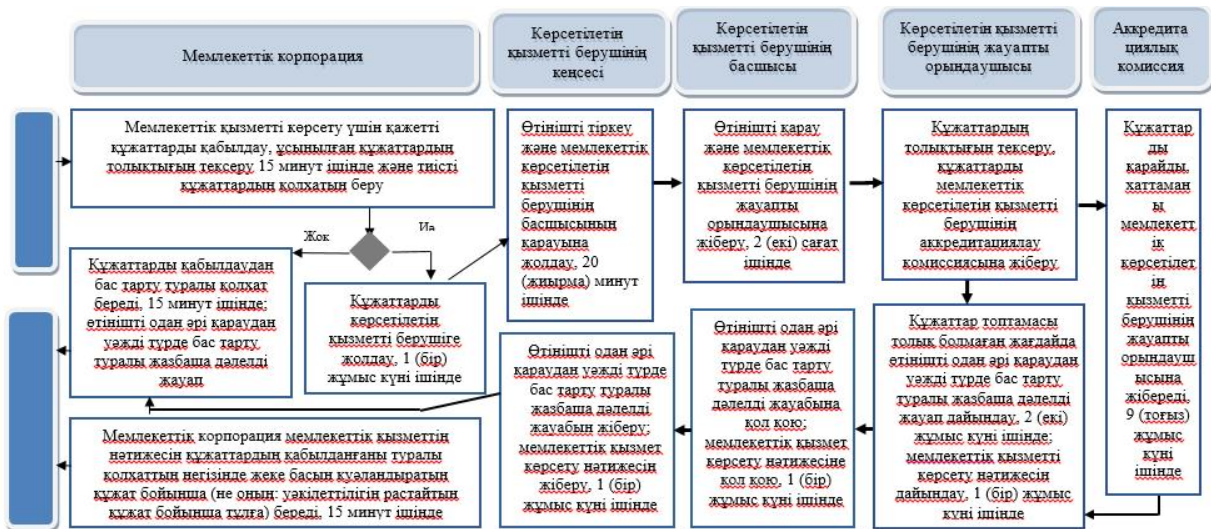 Мемлекеттік корпорация
Көрсетілетін
қызметті берушінің
кеңсесі
Көрсетілетін
қызметті берушінің
басшысы
Көрсетілетін қызметті
берушінің жауапты
орындаушысы
Аккредита
циялық
комиссия
Мемлекеттік қызметті көрсету үшін қажетті
құжаттарды қабылдау, ұсынылған құжаттардың
толықтығын тексеру 15 минут ішінде және тиісті
құжаттардың қолхатын беру
Жок
Иа
Құжаттарды қабылдаудан
бас тарту туралы қолхат
береді, 15 минут ішінде;
өтінішті одан әрі қараудан
уәжді түрде бас тарту
туралы жазбаша дәлелді
жауап
Құжаттарды
көрсетілетін
қызметті берушіге
жолдау, 1 (бір)
жұмыс күні ішінде
Өтінішті тіркеу
және мемлекеттік
көрсетілетін
қызметті
берушінің
басшысының
қарауына
жолдау, 20
(жиырма) минут
ішінде
Өтінішті қарау
және мемлекеттік
көрсетілетін
қызметті берушінің
жауапты
орындаушысына
жіберу, 2 (екі) сағат
ішінде
Құжаттардың
толықтығын тексеру,
құжаттарды
мемлекеттік
көрсетілетін қызметті
берушінің
аккредитациялау
комиссиясына жіберу
Құжаттар
ды
қарайды,
хаттаман
ы
мемлекетт
ік
көрсетілет
ін
қызметті
берушінің
жауапты
орындауш
ысына
жібереді,
9 (тоғыз)
жұмыс
күні
ішінде
Құжаттар топтамасы
толық болмаған жағдайда
өтінішті одан әрі қараудан
уәжді түрде бас тарту
туралы жазбаша дәлелді
жауап дайындау, 2 (екі)
жұмыс күні ішінде;
мемлекеттік қызметті
көрсету нәтижесін
дайындау, 1 (бір) жұмыс
күні ішінде
Өтінішті одан әрі
қараудан уәжді
түрде бас тарту
туралы жазбаша
дәлелді жауабына
қол қою;
мемлекеттік қызмет
көрсету нәтижесіне
қол қою, 1 (бір)
жұмыс күні ішінде
Өтінішті одан әрі
қараудан уәжді түрде
бас тарту туралы
жазбаша дәлелді
жауабын жіберу;
мемлекеттік қызмет
көрсету нәтижесін
жіберу, 1 (бір)
жұмыс күні ішінде
Мемлекеттік корпорация мемлекеттік қызметтің
нәтижесін құжаттардың қабылданғаны туралы
қолхаттың негізінде жеке басын куәландыратын
құжат бойынша (не оның: уәкілеттілігін растайтын
құжат бойынша тұлға) береді, 15 минут ішінде